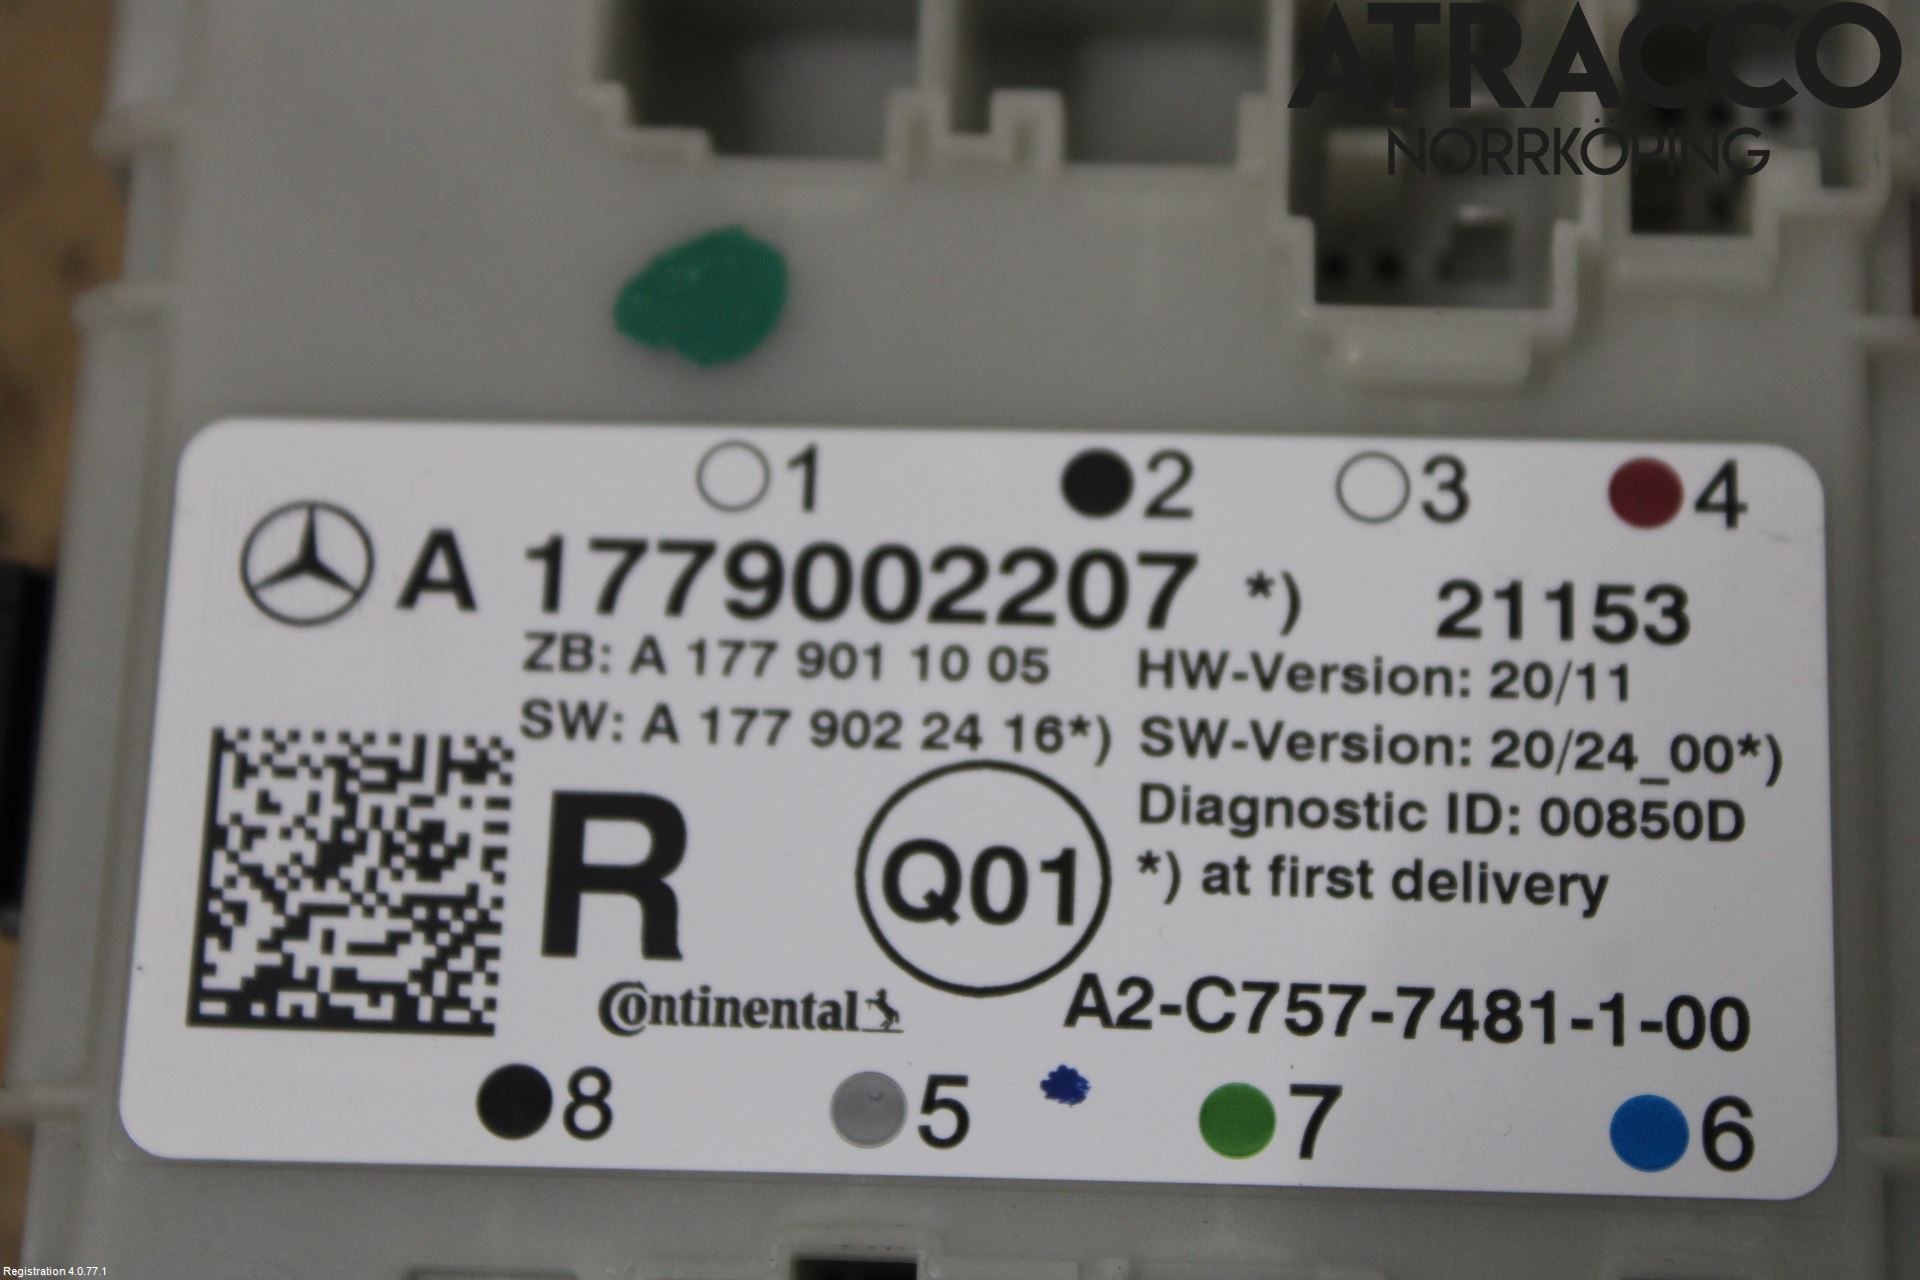 ATRACCO
NORRKÖPING
1 2 3 4
A 1779002207 *) 21153
ZB: A 177 901 10 05 HW-Version: 20/11
SW: A 177 902 24 16*) SW-Version: 20/24_00*)
Diagnostic ID: 00850D
R Q01 *) at first delivery
Continental A2-C757-7481-1-00
8 5 7 6
Registration 4.0.77.1